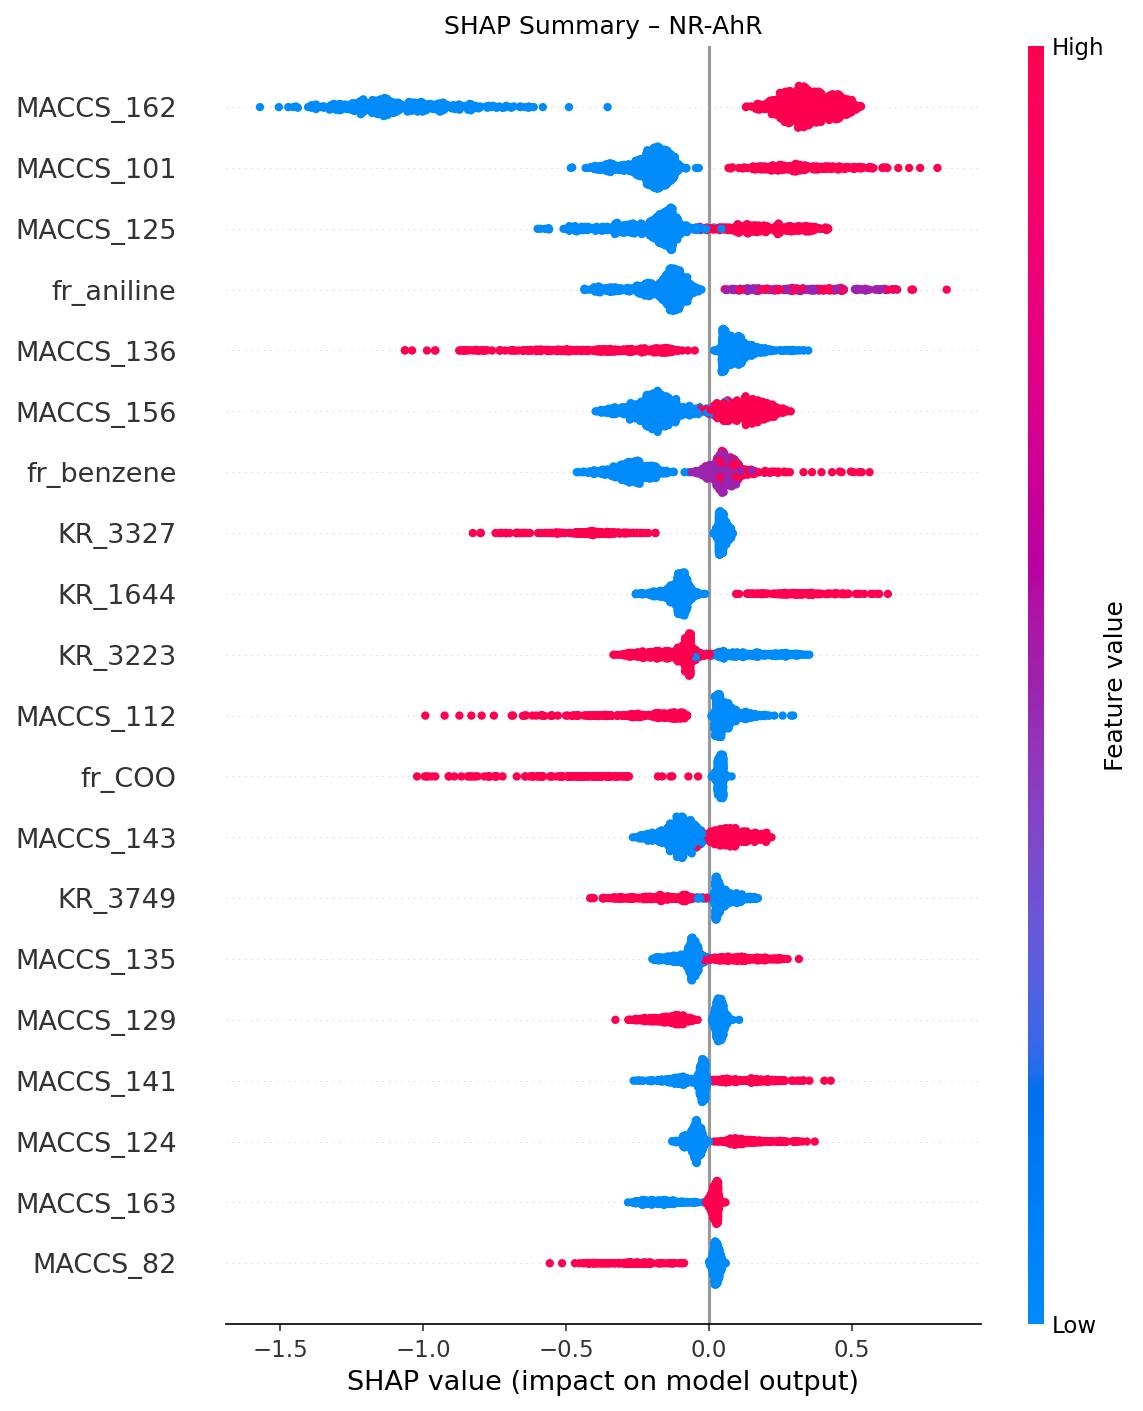 SHAP Summary – NR-AhR
High
MACCS_162
MACCS_101
MACCS_125
fr_aniline
MACCS_136
MACCS_156
fr_benzene
KR_3327
KR_1644
KR_3223
MACCS_112
fr_COO
MACCS_143
KR_3749
MACCS_135
MACCS_129
MACCS_141
MACCS_124
MACCS_163
MACCS_82
Feature value
Low
−1.5 −1.0 −0.5 0.0 0.5
SHAP value (impact on model output)